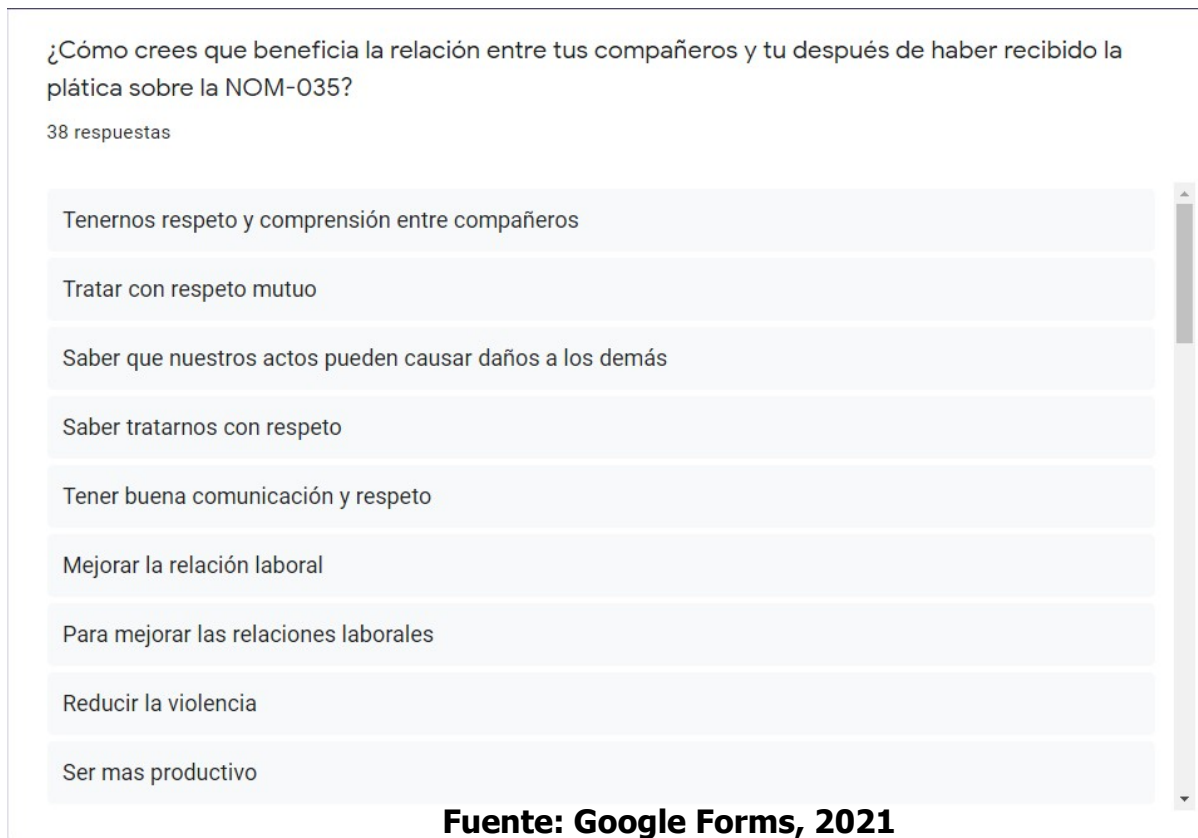 ¿Cómo crees que beneficia la relación entre tus compañeros y tu después de haber recibido la
plática sobre la NOM-035?
38 respuestas
Tenernos respeto y comprensión entre compañeros
Tratar con respeto mutuo
Saber que nuestros actos pueden causar daños a los demás
Saber tratarnos con respeto
Tener buena comunicación y respeto
Mejorar la relación laboral
Para mejorar las relaciones laborales
Reducir la violencia
Ser mas productivo
Fuente: Google Forms, 2021